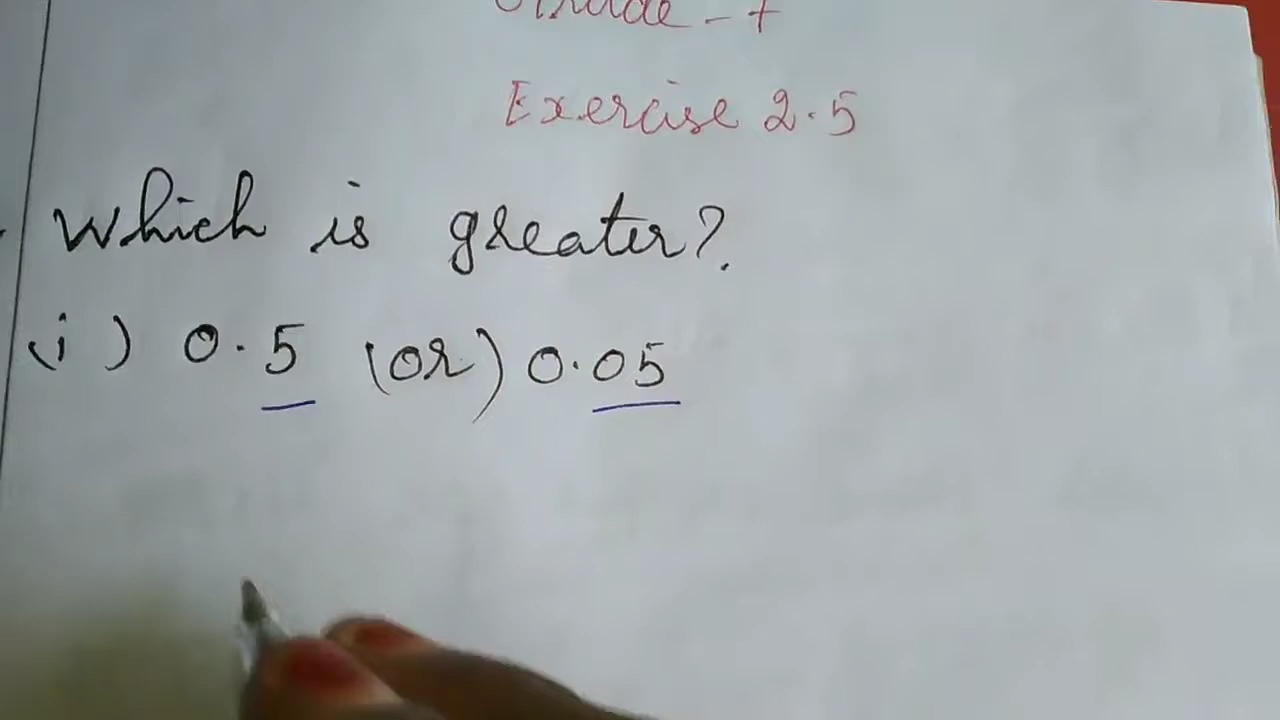 Exercise 2.5
Which is greater?
(i) 0.5 (or) 0.05